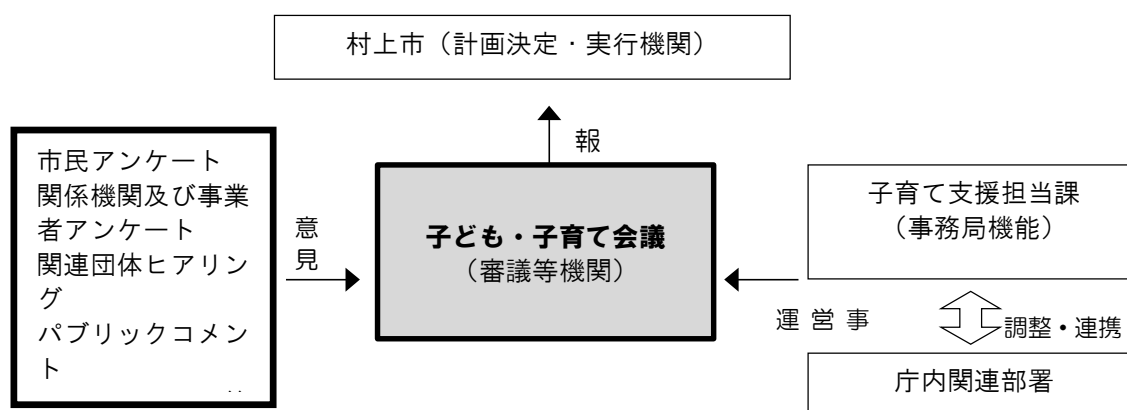 村上市（計画決定・実行機関）
報
市民アンケート
関係機関及び事業
者アンケート
関連団体ヒアリン
グ
パブリックコメン
ト
意
見
子ども・子育て会議
（審議等機関）
子育て支援担当課
（事務局機能）
運営事
調整・連携
庁内関連部署